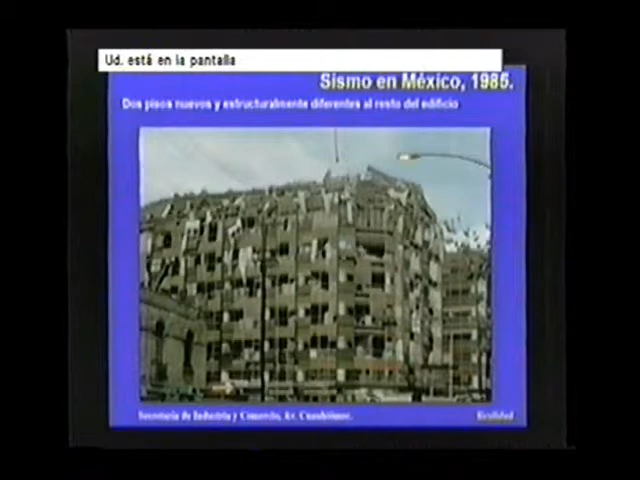 Ud. está en la pantalla
Sismo en México, 1985.
Dos pisos nuevos y estructuralmente diferentes al resto del edificio
Secretaría de Industria y Comercio, Av. Cuauhtémoc.
Realidad